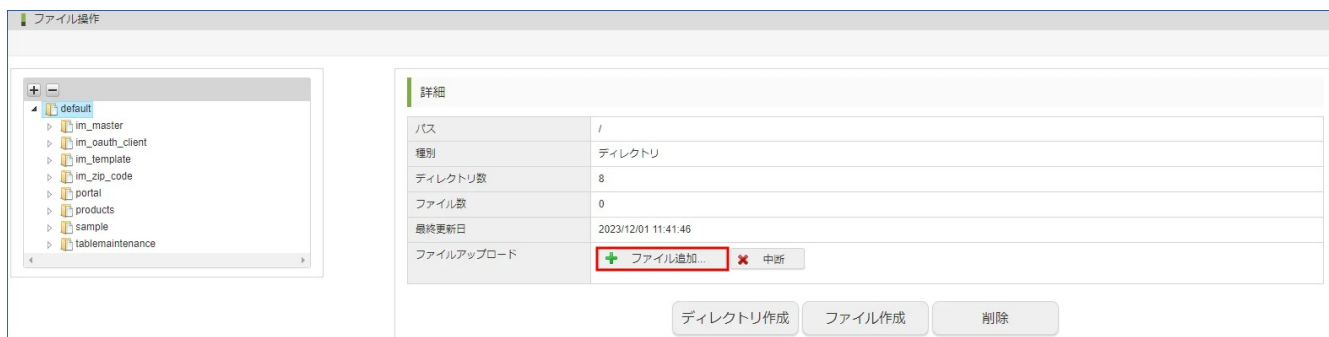 ファイル操作
default
im_master
im_oauth_client
im_template
im_zip_code
portal
products
sample
tablemaintenance
詳細
パス /
種別 ディレクトリ
ディレクトリ数 8
ファイル数 0
最終更新日 2023/12/01 11:41:46
ファイルアップロード ファイル追加... 中断
ディレクトリ作成 ファイル作成 削除